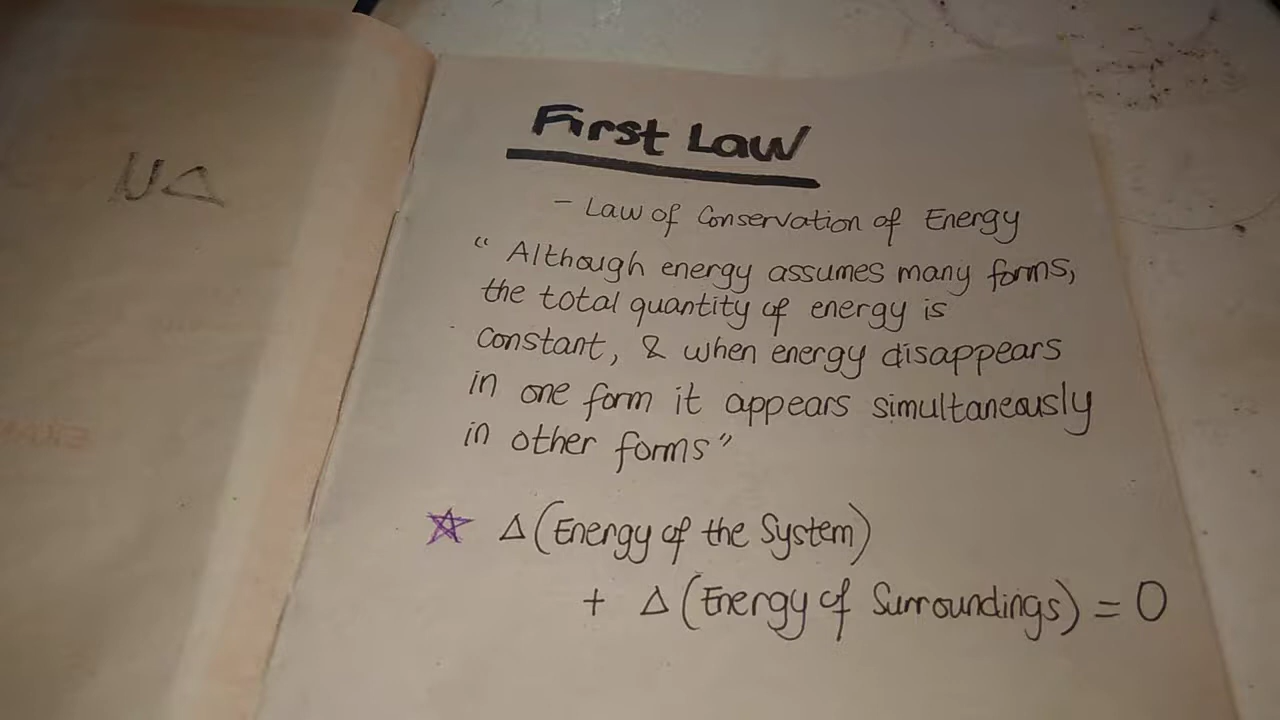 First Law
- Law of Conservation of Energy
“ Although energy assumes many forms,
the total quantity of energy is
constant, & when energy disappears
in one form it appears simultaneously
in other forms”
☆ Δ(Energy of the System)
+ Δ(Energy of Surroundings) = 0